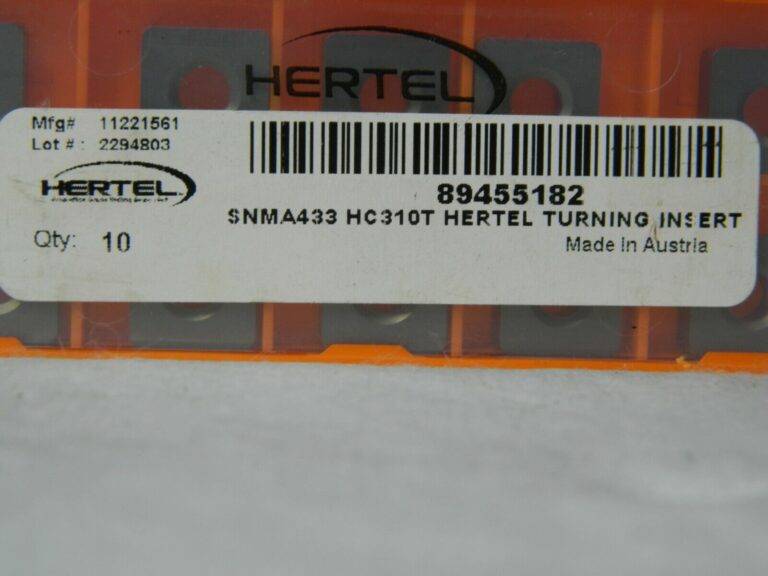 HERTEL
Mfg# 11221561
Lot # : 2294803
HERTEL
89455182
SNMA433 HC310T HERTEL TURNING INSERT
Qty: 10
Made in Austria